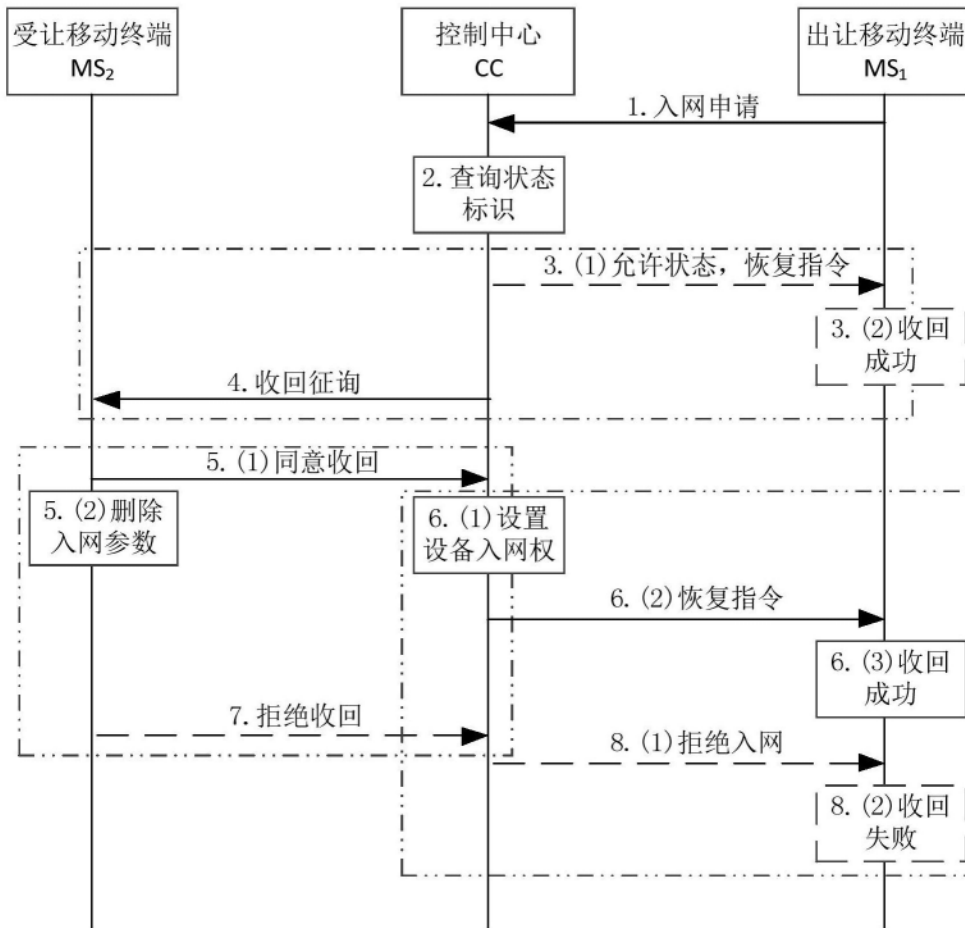 受让移动终端
MS₂
控制中心
CC
出让移动终端
MS₁
1.入网申请
2.查询状态
标识
3.(1)允许状态，恢复指令
3.(2)收回
成功
4.收回征询
5.(1)同意收回
5.(2)删除
入网参数
6.(1)设置
设备入网权
6.(2)恢复指令
6.(3)收回
成功
7.拒绝收回
8.(1)拒绝入网
8.(2)收回
失败